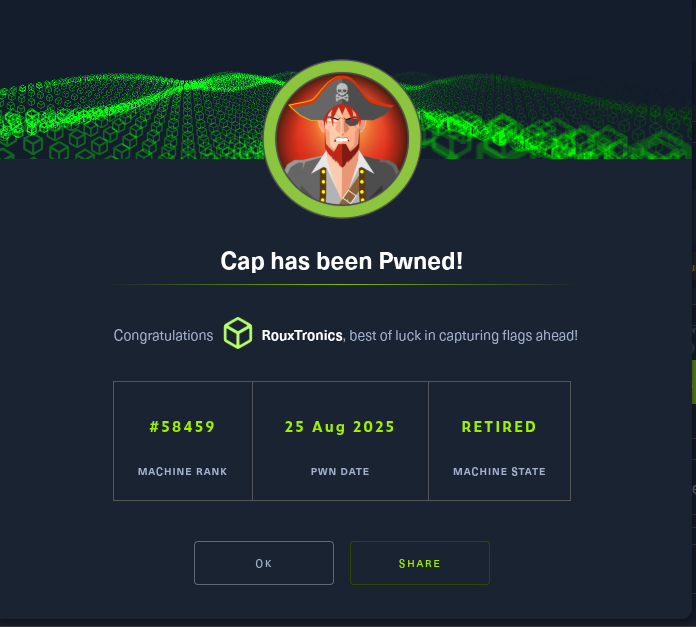 Cap has been Pwned!
Congratulations RouxTronics, best of luck in capturing flags ahead!
#58459 25 Aug 2025 RETIRED
MACHINE RANK PWN DATE MACHINE STATE
OK SHARE